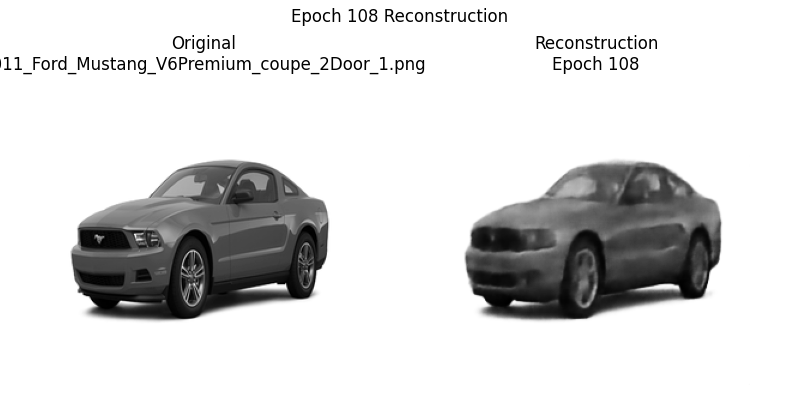 Epoch 108 Reconstruction
Original
011_Ford_Mustang_V6Premium_coupe_2Door_1.png
Reconstruction
Epoch 108